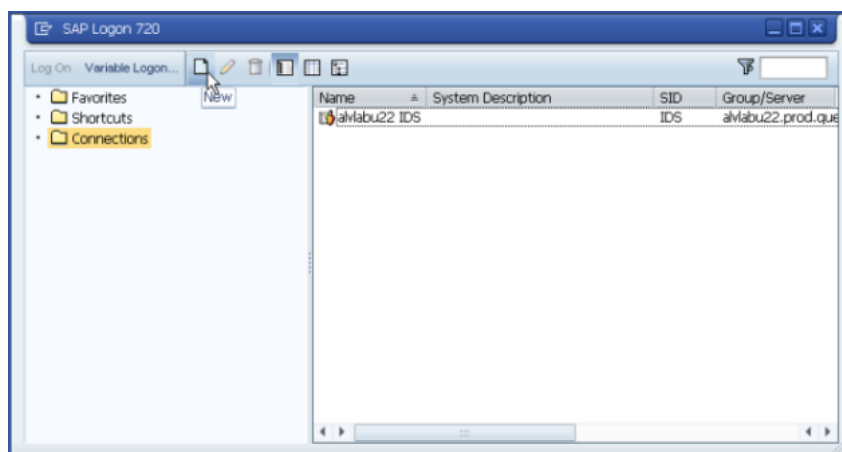 SAP Logon 720
Log On Variable Logon...
New
Favorites
Shortcuts
Connections
Name System Description SID Group/Server
alvlabu22 IDS IDS alvlabu22.prod.que